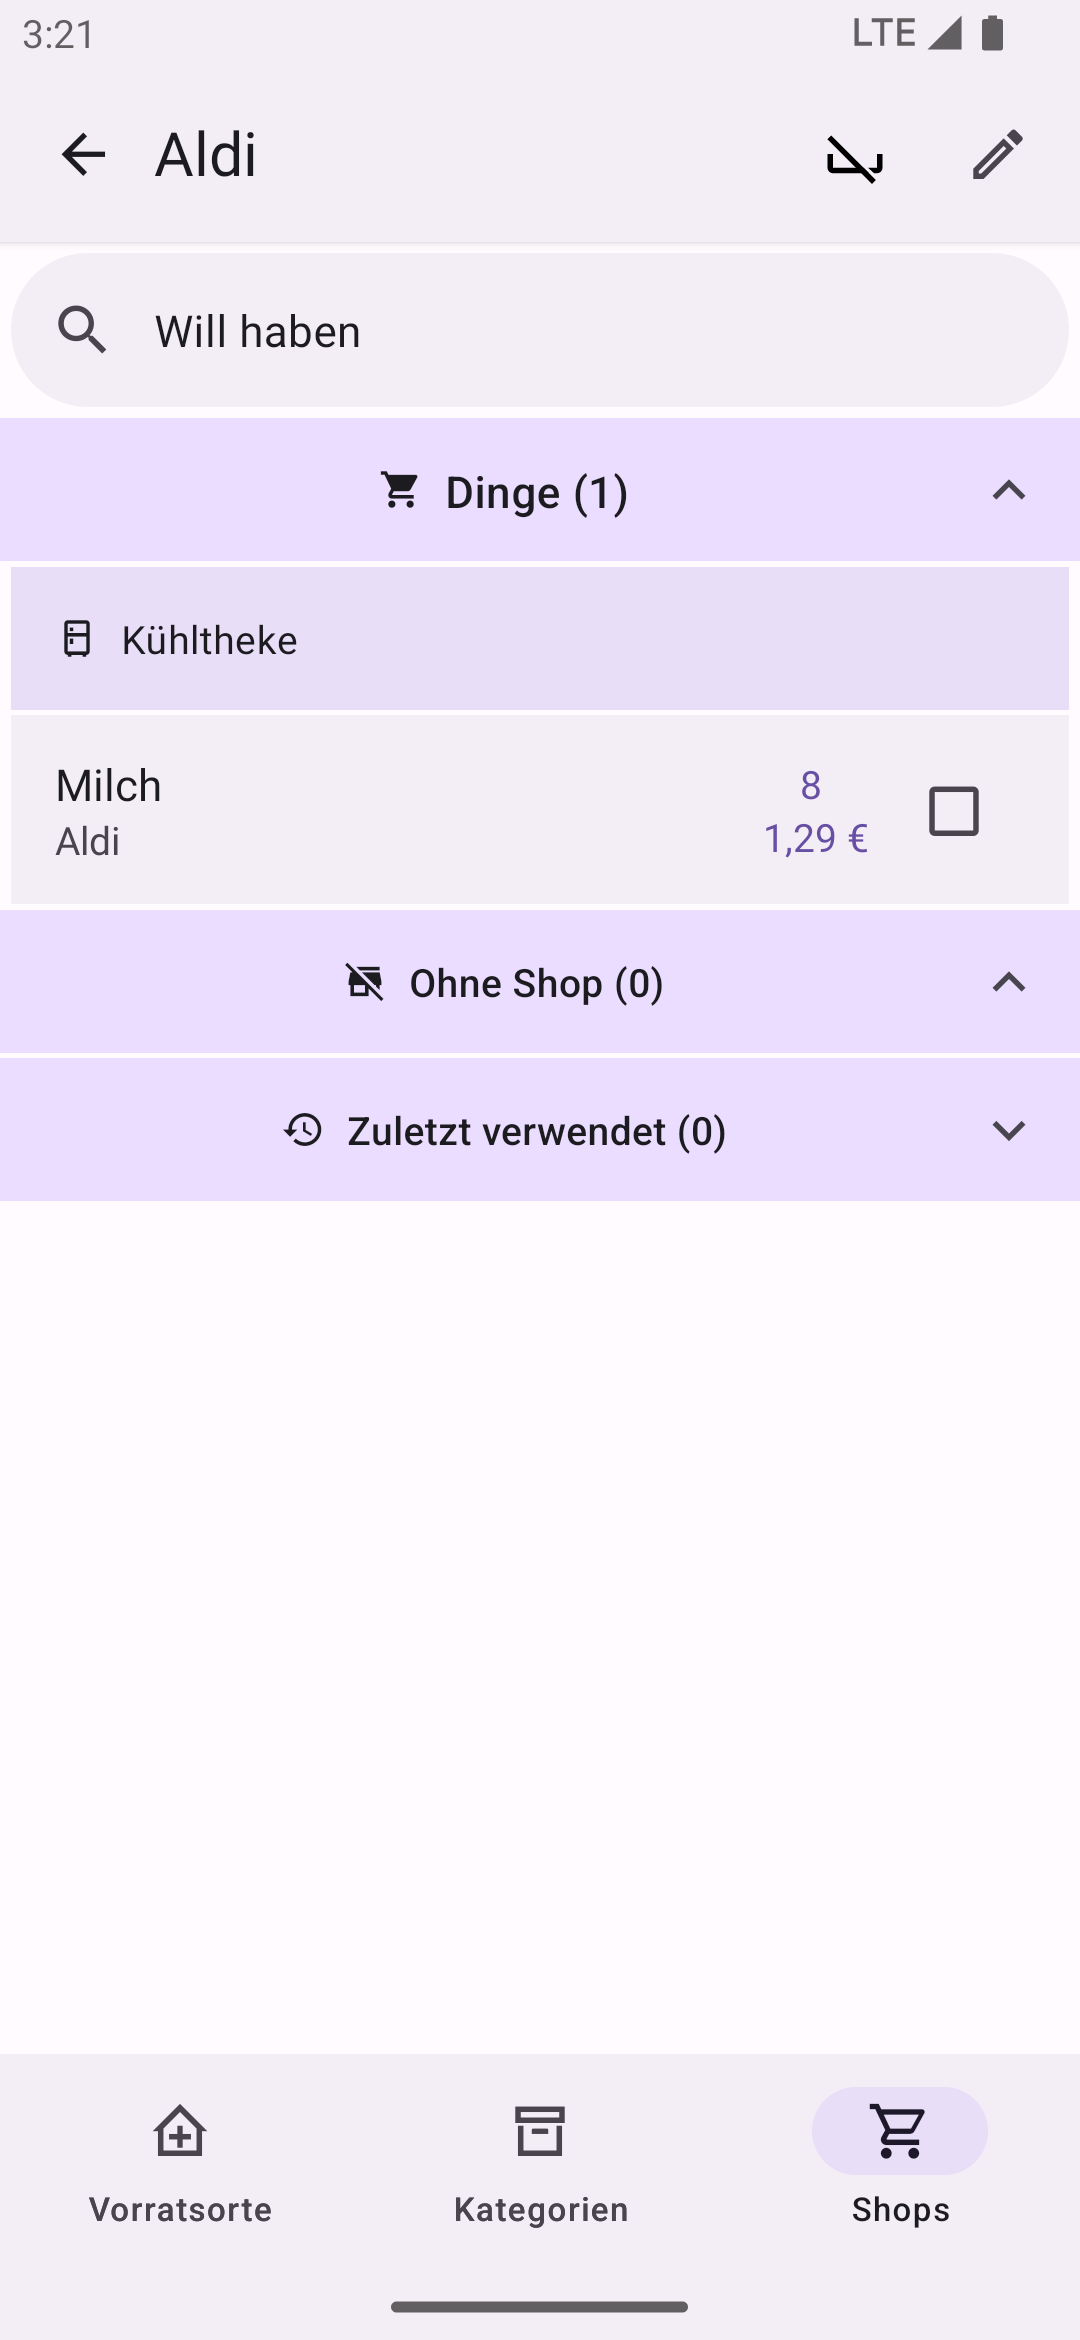 3:21
LTE
Aldi
Will haben
Dinge (1)
Kühltheke
Milch
8
Aldi
1,29 €
Ohne Shop (0)
Zuletzt verwendet (0)
Vorratsorte
Kategorien
Shops